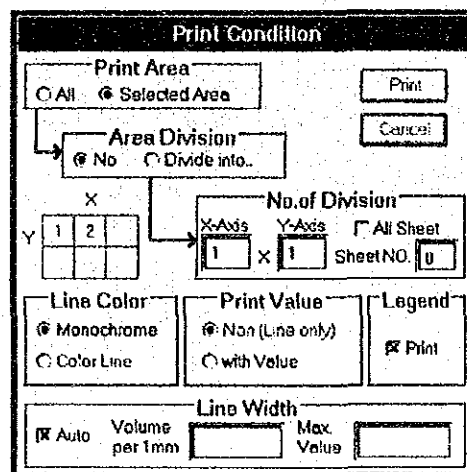 Print Condition
Print Area
All Selected Area
Print
Cancel
Area Division
No Divide into..
X
Y 1 2
No.of Division
X-Axis Y-Axis All Sheet
1 x 1 Sheet NO. 0
Line Color
Monochrome
Color Line
Print Value
Non (Line only)
with Value
Legend
Print
Line Width
Auto Volume per 1mm Max. Value